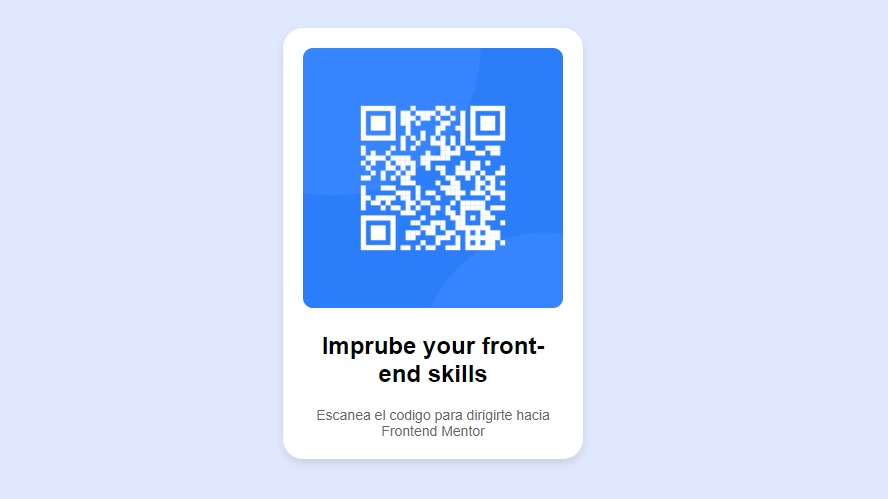 Imprube your front-
end skills
Escanea el codigo para dirigirte hacia
Frontend Mentor